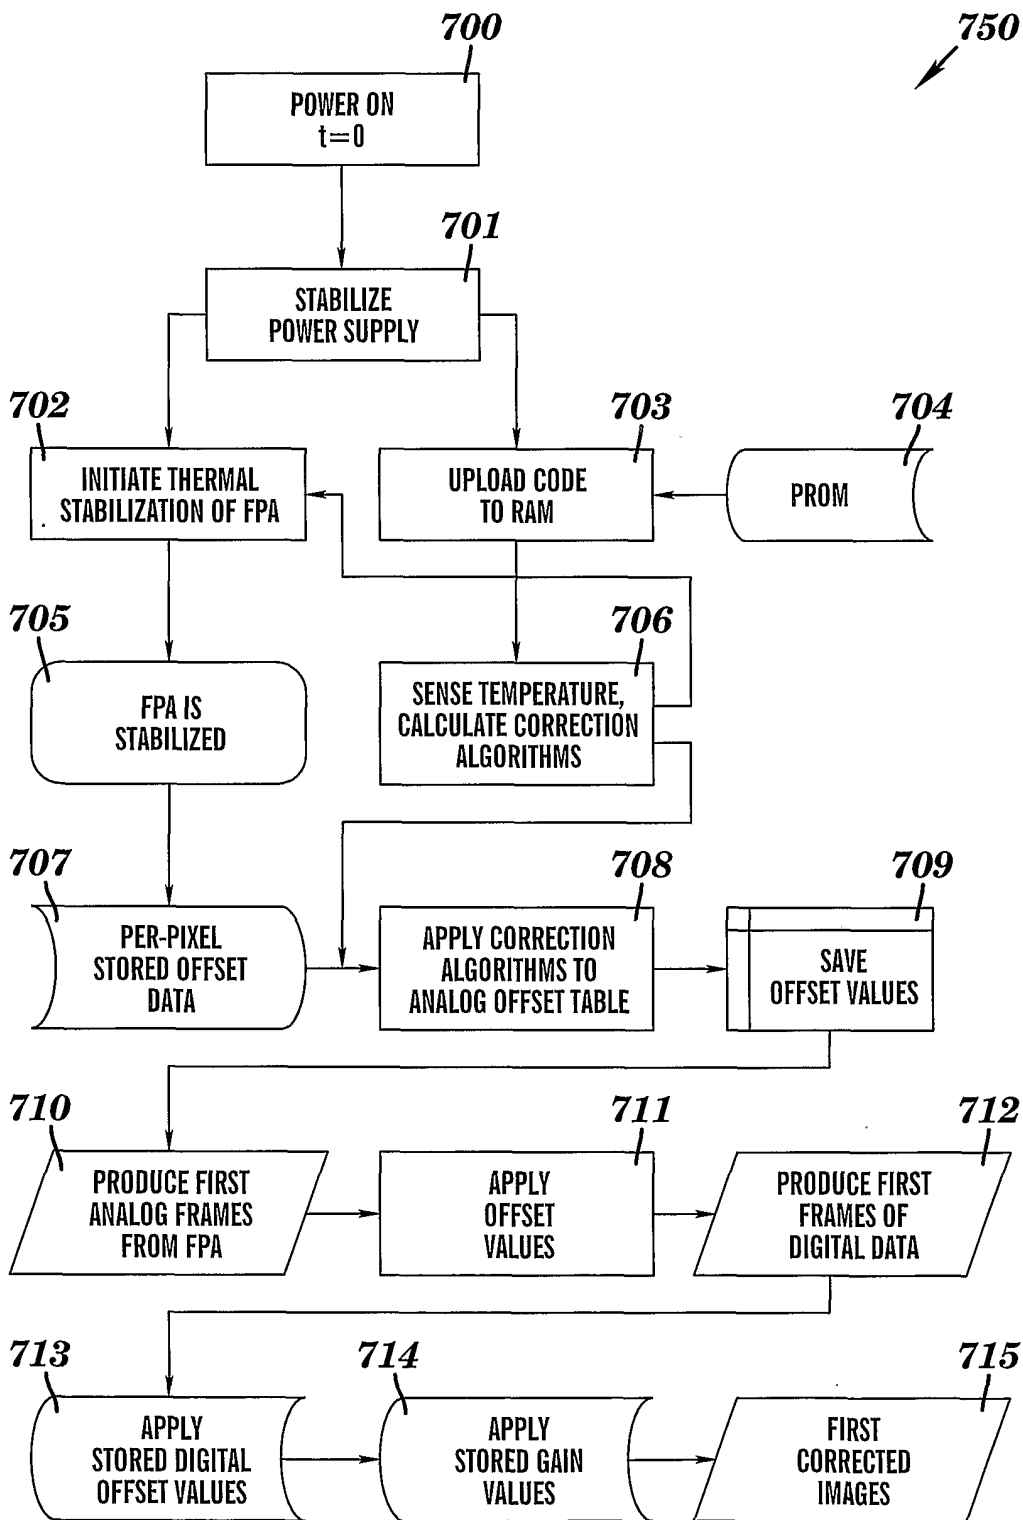 700
750
POWER ON
t=0
701
STABILIZE
POWER SUPPLY
702
703
704
INITIATE THERMAL
STABILIZATION OF FPA
UPLOAD CODE
TO RAM
PROM
705
706
FPA IS
STABILIZED
SENSE TEMPERATURE,
CALCULATE CORRECTION
ALGORITHMS
707
708
709
PER-PIXEL
STORED OFFSET
DATA
APPLY CORRECTION
ALGORITHMS TO
ANALOG OFFSET TABLE
SAVE
OFFSET VALUES
710
711
712
PRODUCE FIRST
ANALOG FRAMES
FROM FPA
APPLY
OFFSET
VALUES
PRODUCE FIRST
FRAMES OF
DIGITAL DATA
713
714
715
APPLY
STORED DIGITAL
OFFSET VALUES
APPLY
STORED GAIN
VALUES
FIRST
CORRECTED
IMAGES